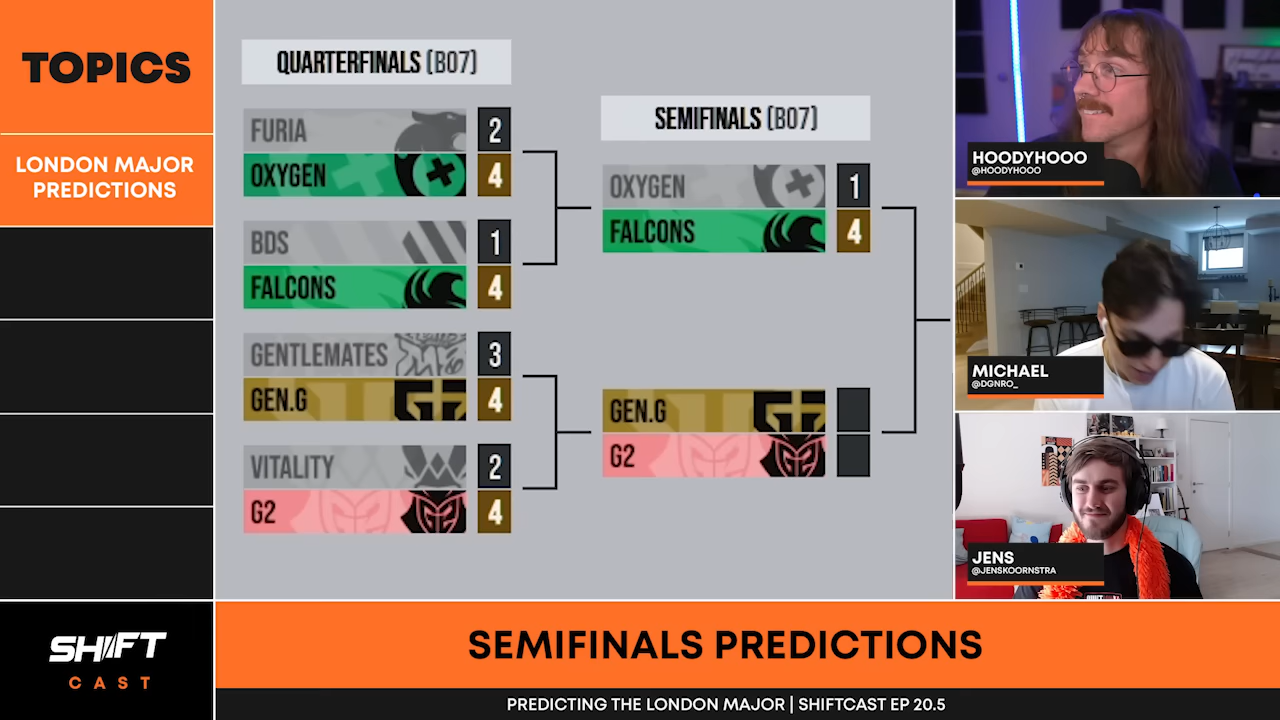 TOPICS
LONDON MAJOR
PREDICTIONS
QUARTERFINALS (BO7)
FURIA 2
OXYGEN 4
BDS 1
FALCONS 4
GENTLEMATES 3
GEN.G 4
VITALITY 2
G2 4
SEMIFINALS (BO7)
OXYGEN 1
FALCONS 4
GEN.G
G2
HOODYHOOO
@HOODYHOOO
MICHAEL
@DGNRO_
JENS
@JENSKOORNSTRA
SHIFT
CAST
SEMIFINALS PREDICTIONS
PREDICTING THE LONDON MAJOR | SHIFTCAST EP 20.5